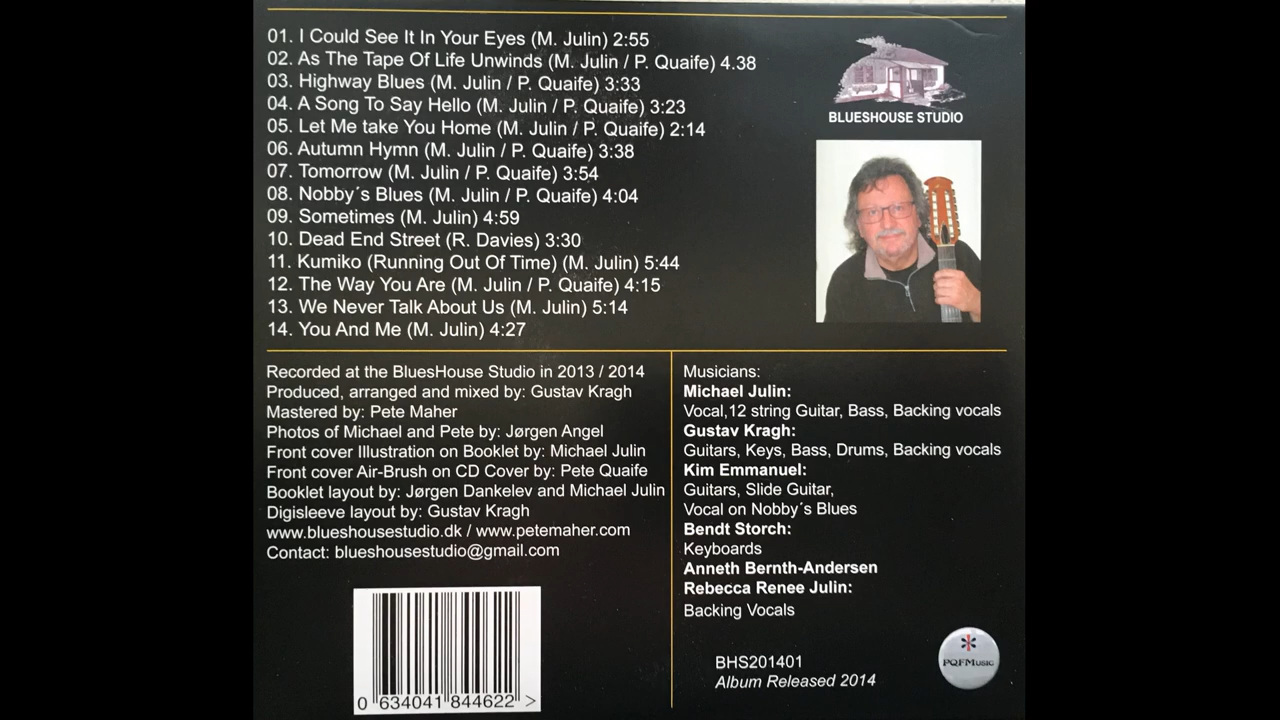 01. I Could See It In Your Eyes (M. Julin) 2:55
02. As The Tape Of Life Unwinds (M. Julin / P. Quaife) 4.38
03. Highway Blues (M. Julin / P. Quaife) 3:33
04. A Song To Say Hello (M. Julin / P. Quaife) 3:23
05. Let Me take You Home (M. Julin / P. Quaife) 2:14
06. Autumn Hymn (M. Julin / P. Quaife) 3:38
07. Tomorrow (M. Julin / P. Quaife) 3:54
08. Nobby´s Blues (M. Julin / P. Quaife) 4:04
09. Sometimes (M. Julin) 4:59
10. Dead End Street (R. Davies) 3:30
11. Kumiko (Running Out Of Time) (M. Julin) 5:44
12. The Way You Are (M. Julin / P. Quaife) 4:15
13. We Never Talk About Us (M. Julin) 5:14
14. You And Me (M. Julin) 4:27
BLUESHOUSE STUDIO
Recorded at the BluesHouse Studio in 2013 / 2014
Produced, arranged and mixed by: Gustav Kragh
Mastered by: Pete Maher
Photos of Michael and Pete by: Jørgen Angel
Front cover Illustration on Booklet by: Michael Julin
Front cover Air-Brush on CD Cover by: Pete Quaife
Booklet layout by: Jørgen Dankelev and Michael Julin
Digisleeve layout by: Gustav Kragh
www.blueshousestudio.dk / www.petemaher.com
Contact: blueshousestudio@gmail.com
0 634041 844622 >
Musicians:
Michael Julin:
Vocal,12 string Guitar, Bass, Backing vocals
Gustav Kragh:
Guitars, Keys, Bass, Drums, Backing vocals
Kim Emmanuel:
Guitars, Slide Guitar,
Vocal on Nobby´s Blues
Bendt Storch:
Keyboards
Anneth Bernth-Andersen
Rebecca Renee Julin:
Backing Vocals
BHS201401
Album Released 2014
PQFMUSIC